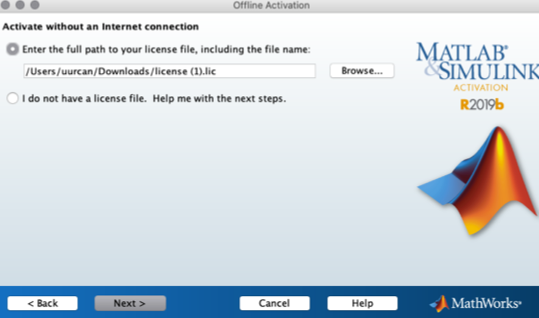 Offline Activation
Activate without an Internet connection
Enter the full path to your license file, including the file name:
/Users/uurcan/Downloads/license (1).lic
Browse...
I do not have a license file. Help me with the next steps.
MATLAB®
&SIMULINK
ACTIVATION
R2019b
< Back
Next >
Cancel
Help
MathWorks®